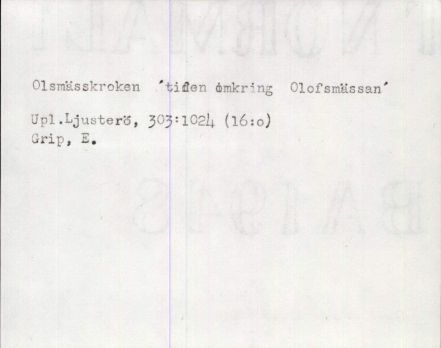 Olsmässkroken 'tiden omkring Olofsmässan'
Upl.Ljusterö, 303:1024 (16:o)
Grip, E.